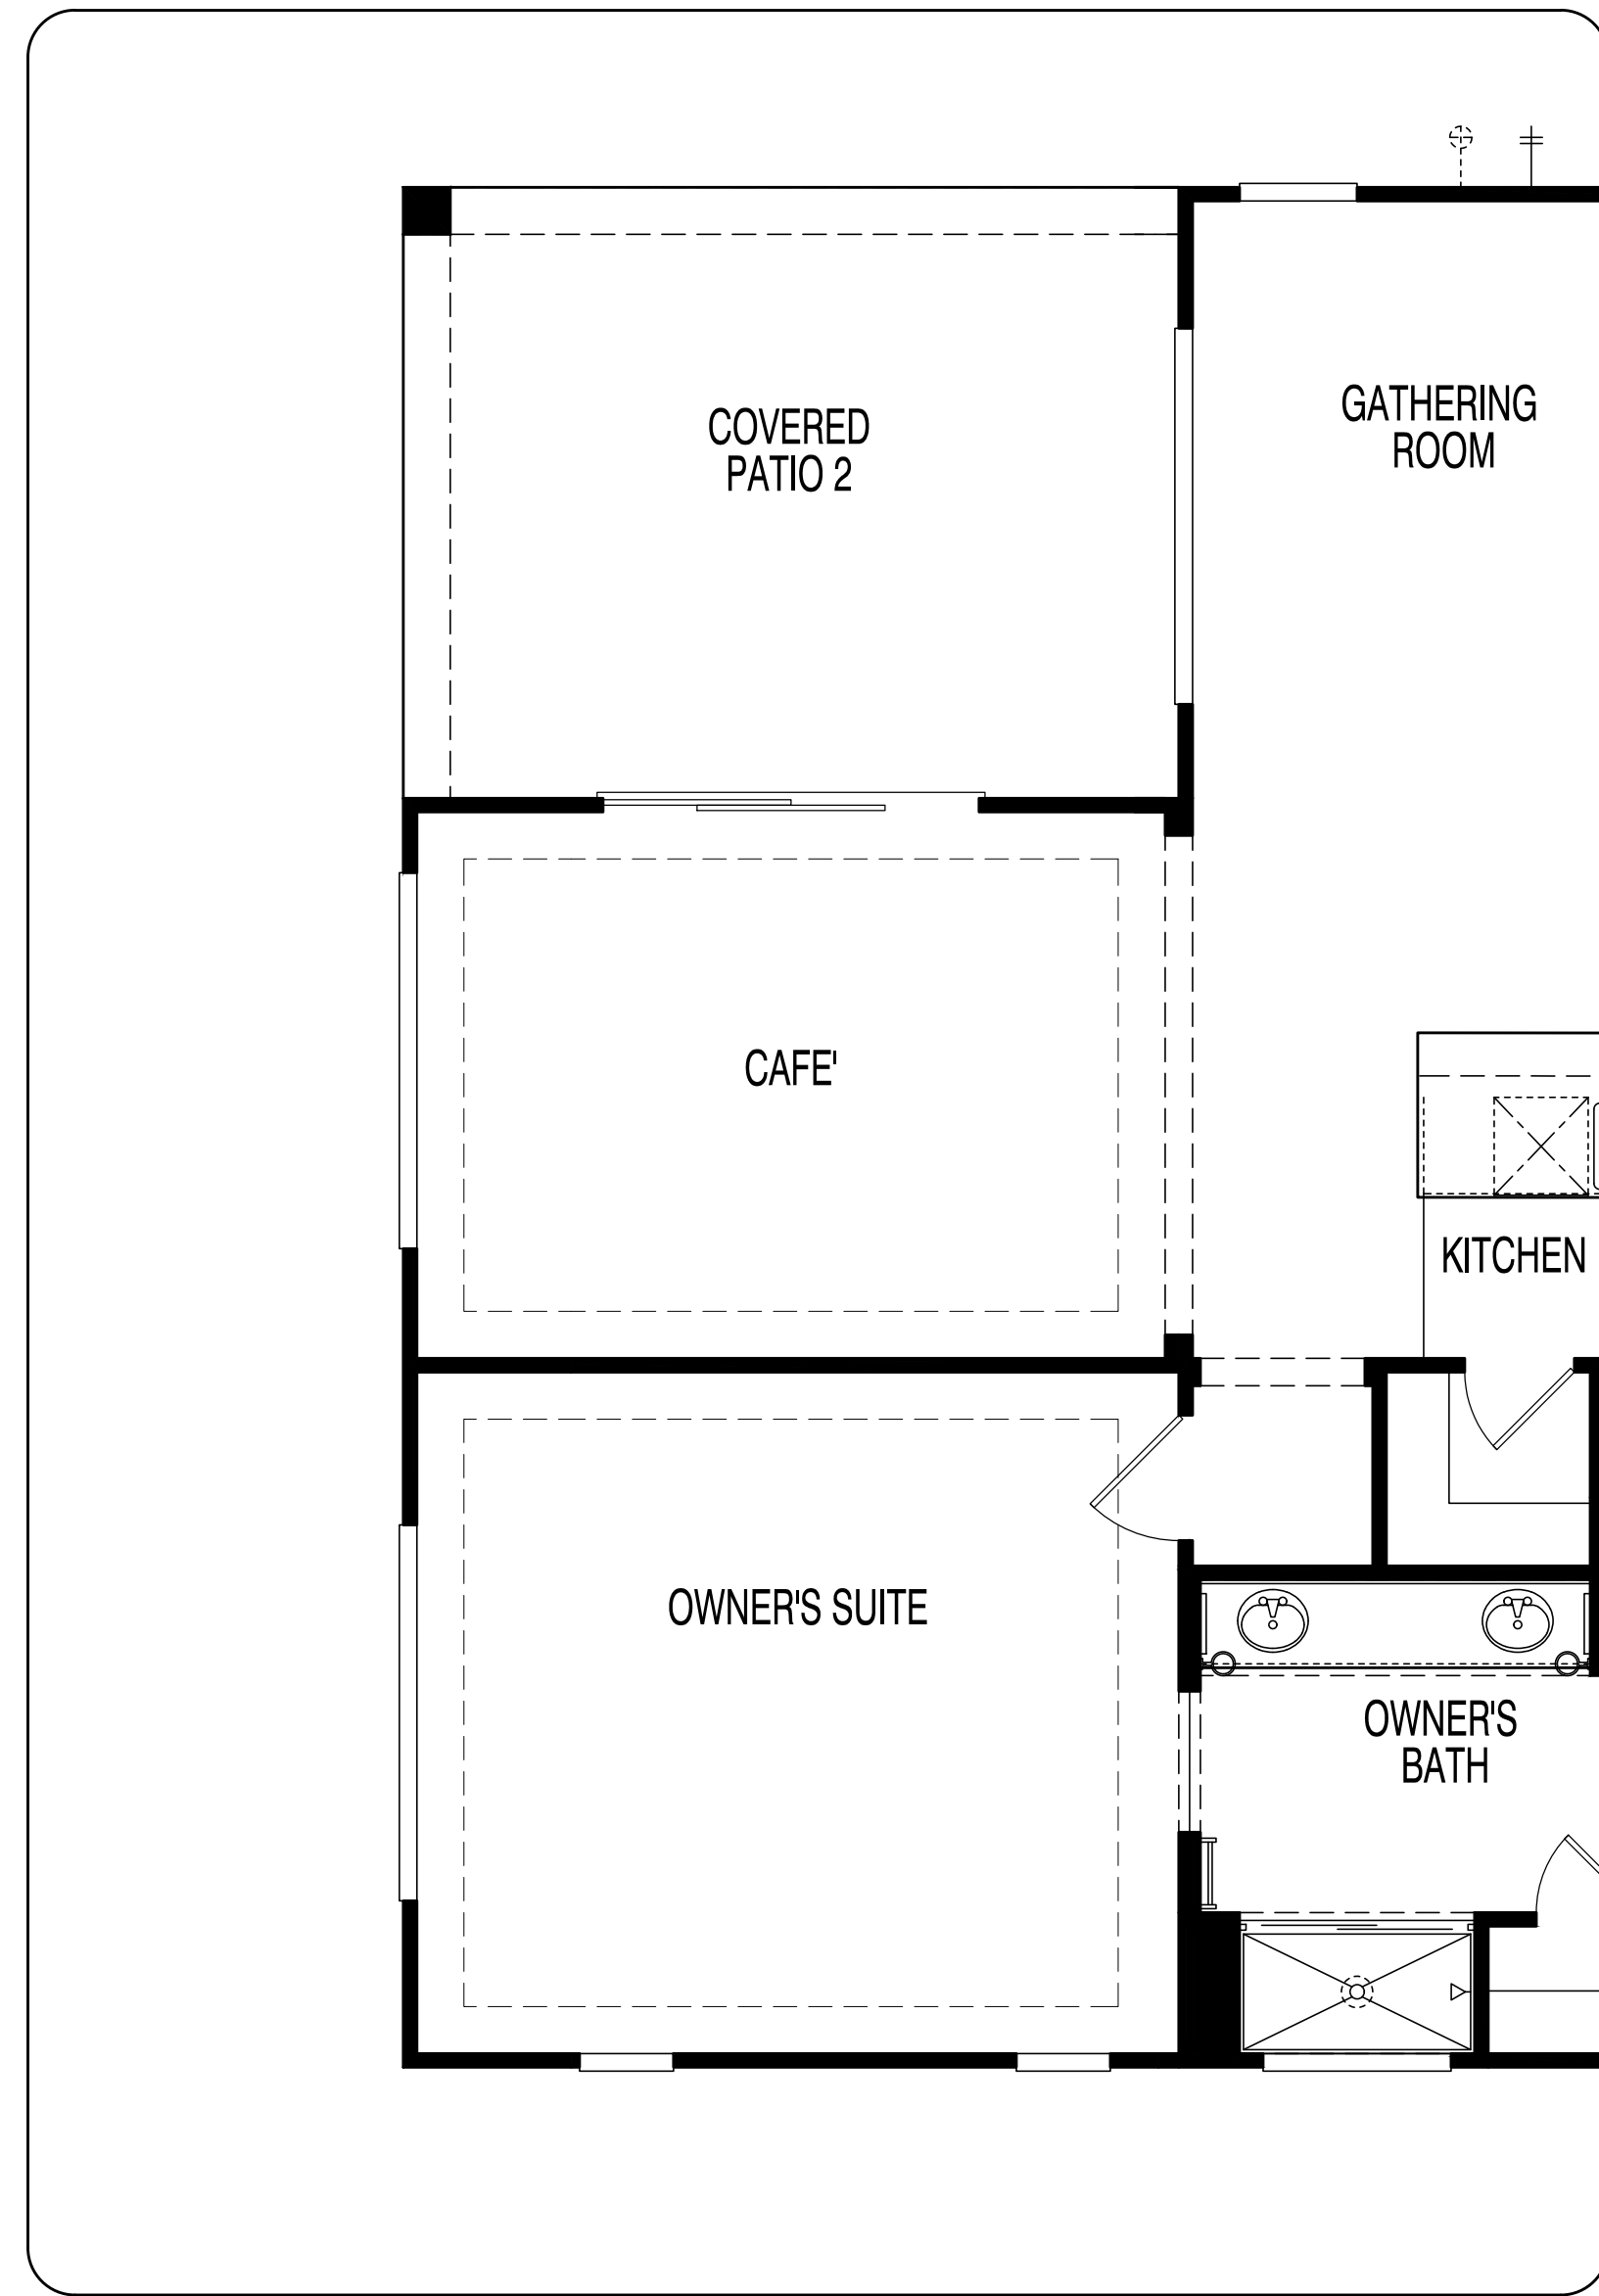 GATHERING
ROOM
COVERED
PATIO 2
CAFE'
KITCHEN
OWNER'S SUITE
OWNER'S
BATH